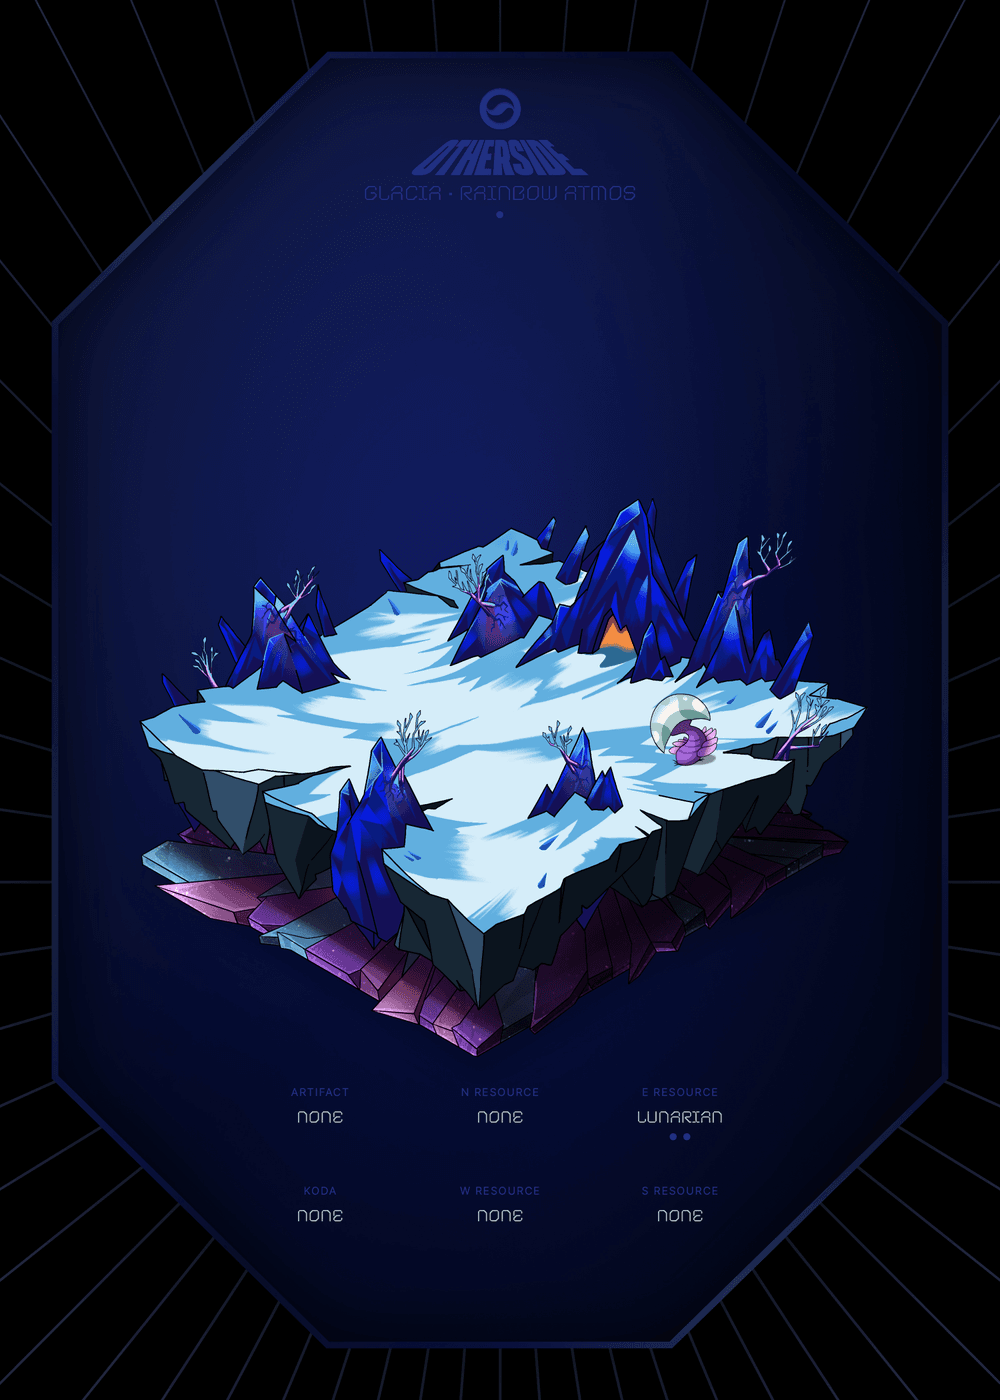 OTHERSIDE
GLACIA · RAINBOW ATMOS
ARTIFACT
NONE
N RESOURCE
NONE
E RESOURCE
LUNARIAN
KODA
NONE
W RESOURCE
NONE
S RESOURCE
NONE